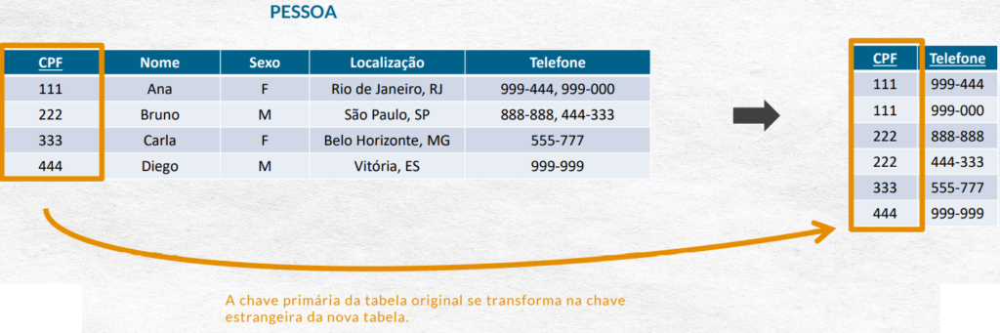 PESSOA
CPF Nome Sexo Localização Telefone
111 Ana F Rio de Janeiro, RJ 999-444, 999-000
222 Bruno M São Paulo, SP 888-888, 444-333
333 Carla F Belo Horizonte, MG 555-777
444 Diego M Vitória, ES 999-999
CPF Telefone
111 999-444
111 999-000
222 888-888
222 444-333
333 555-777
444 999-999
A chave primária da tabela original se transforma na chave
estrangeira da nova tabela.